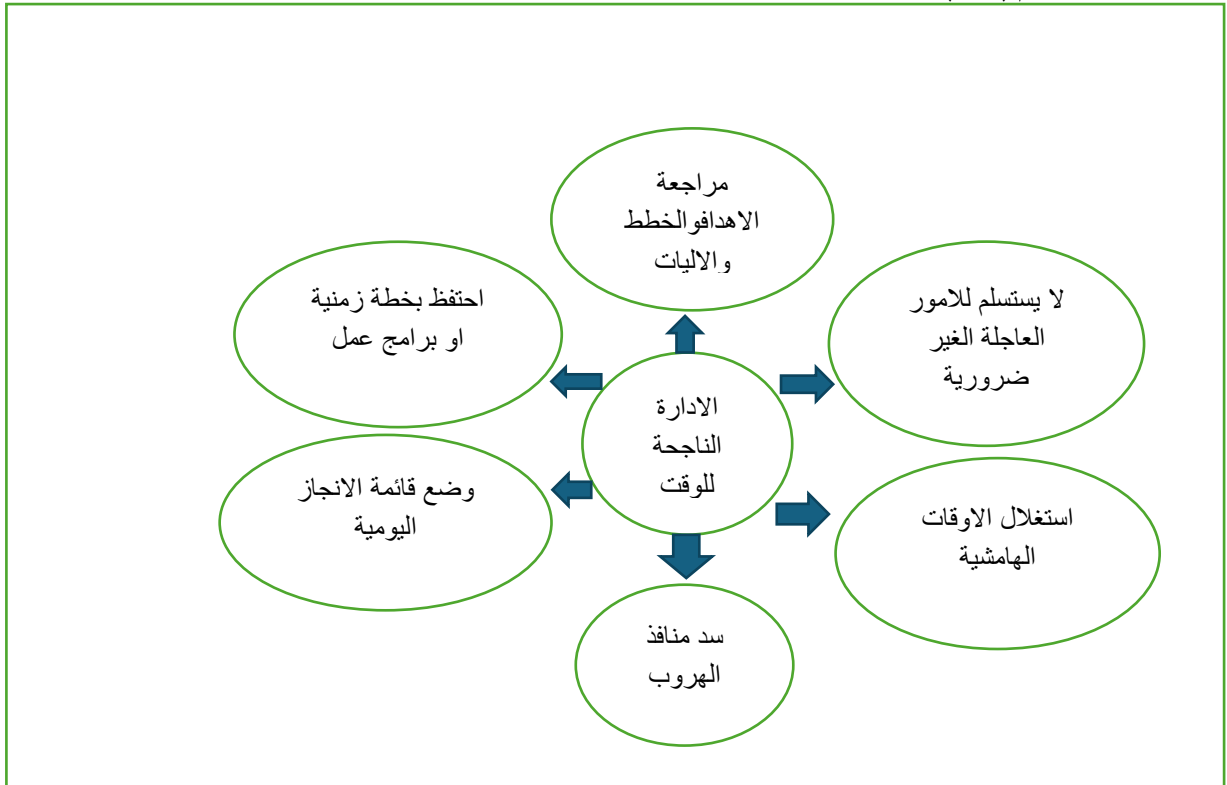 مراجعة
الاهدافوالخطط
والاليات
لا يستسلم للامور
العاجلة الغير
ضرورية
احتفظ بخطة زمنية
او برامج عمل
الادارة
الناجحة
للوقت
استغلال الاوقات
الهامشية
وضع قائمة الانجاز
اليومية
سد منافذ
الهروب